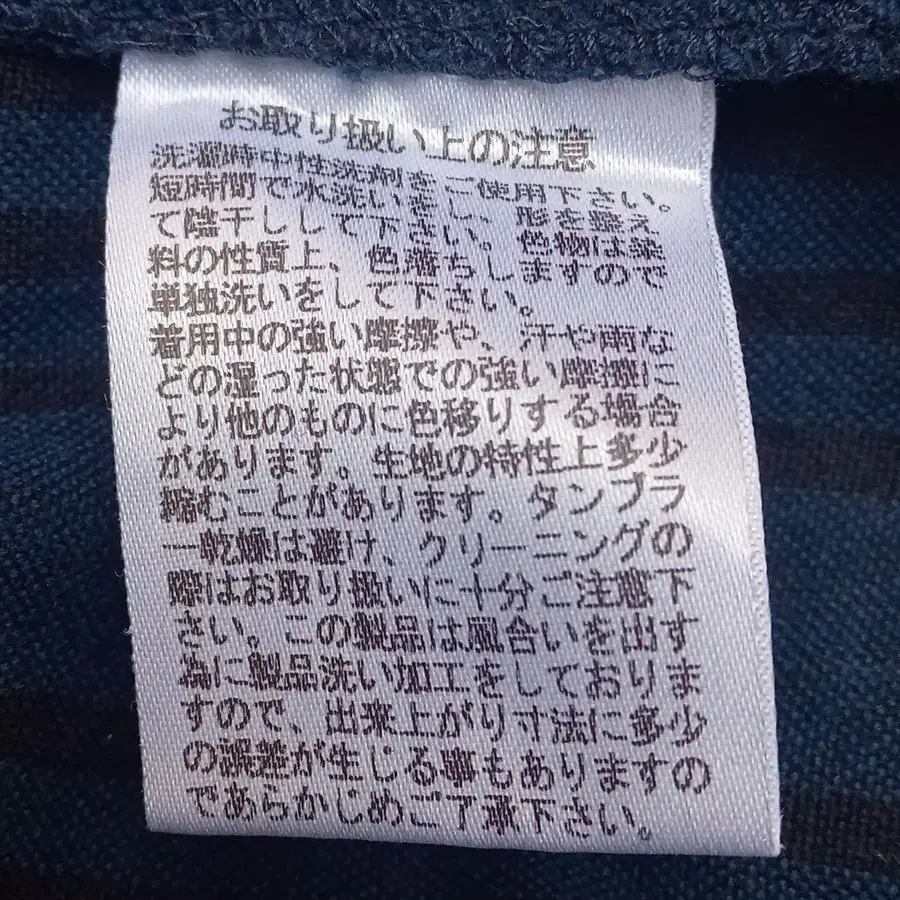 お取り扱い上の注意
洗濯時中性洗剤をご使用下さい。
短時間で水洗いをし、形を整え
て陰干しして下さい。色物は染
料の性質上、色落ちしますので
単独洗いをして下さい。
着用中の強い摩擦や、汗や雨な
どの湿った状態での強い摩擦に
より他のものに色移りする場合
があります。生地の特性上多少
縮むことがあります。タンブラ
ー乾燥は避け、クリーニングの
際はお取り扱いに十分ご注意下
さい。この製品は風合いを出す
為に製品洗い加工をしておりま
すので、出来上がり寸法に多少
の誤差が生じる事もありますの
であらかじめご了承下さい。